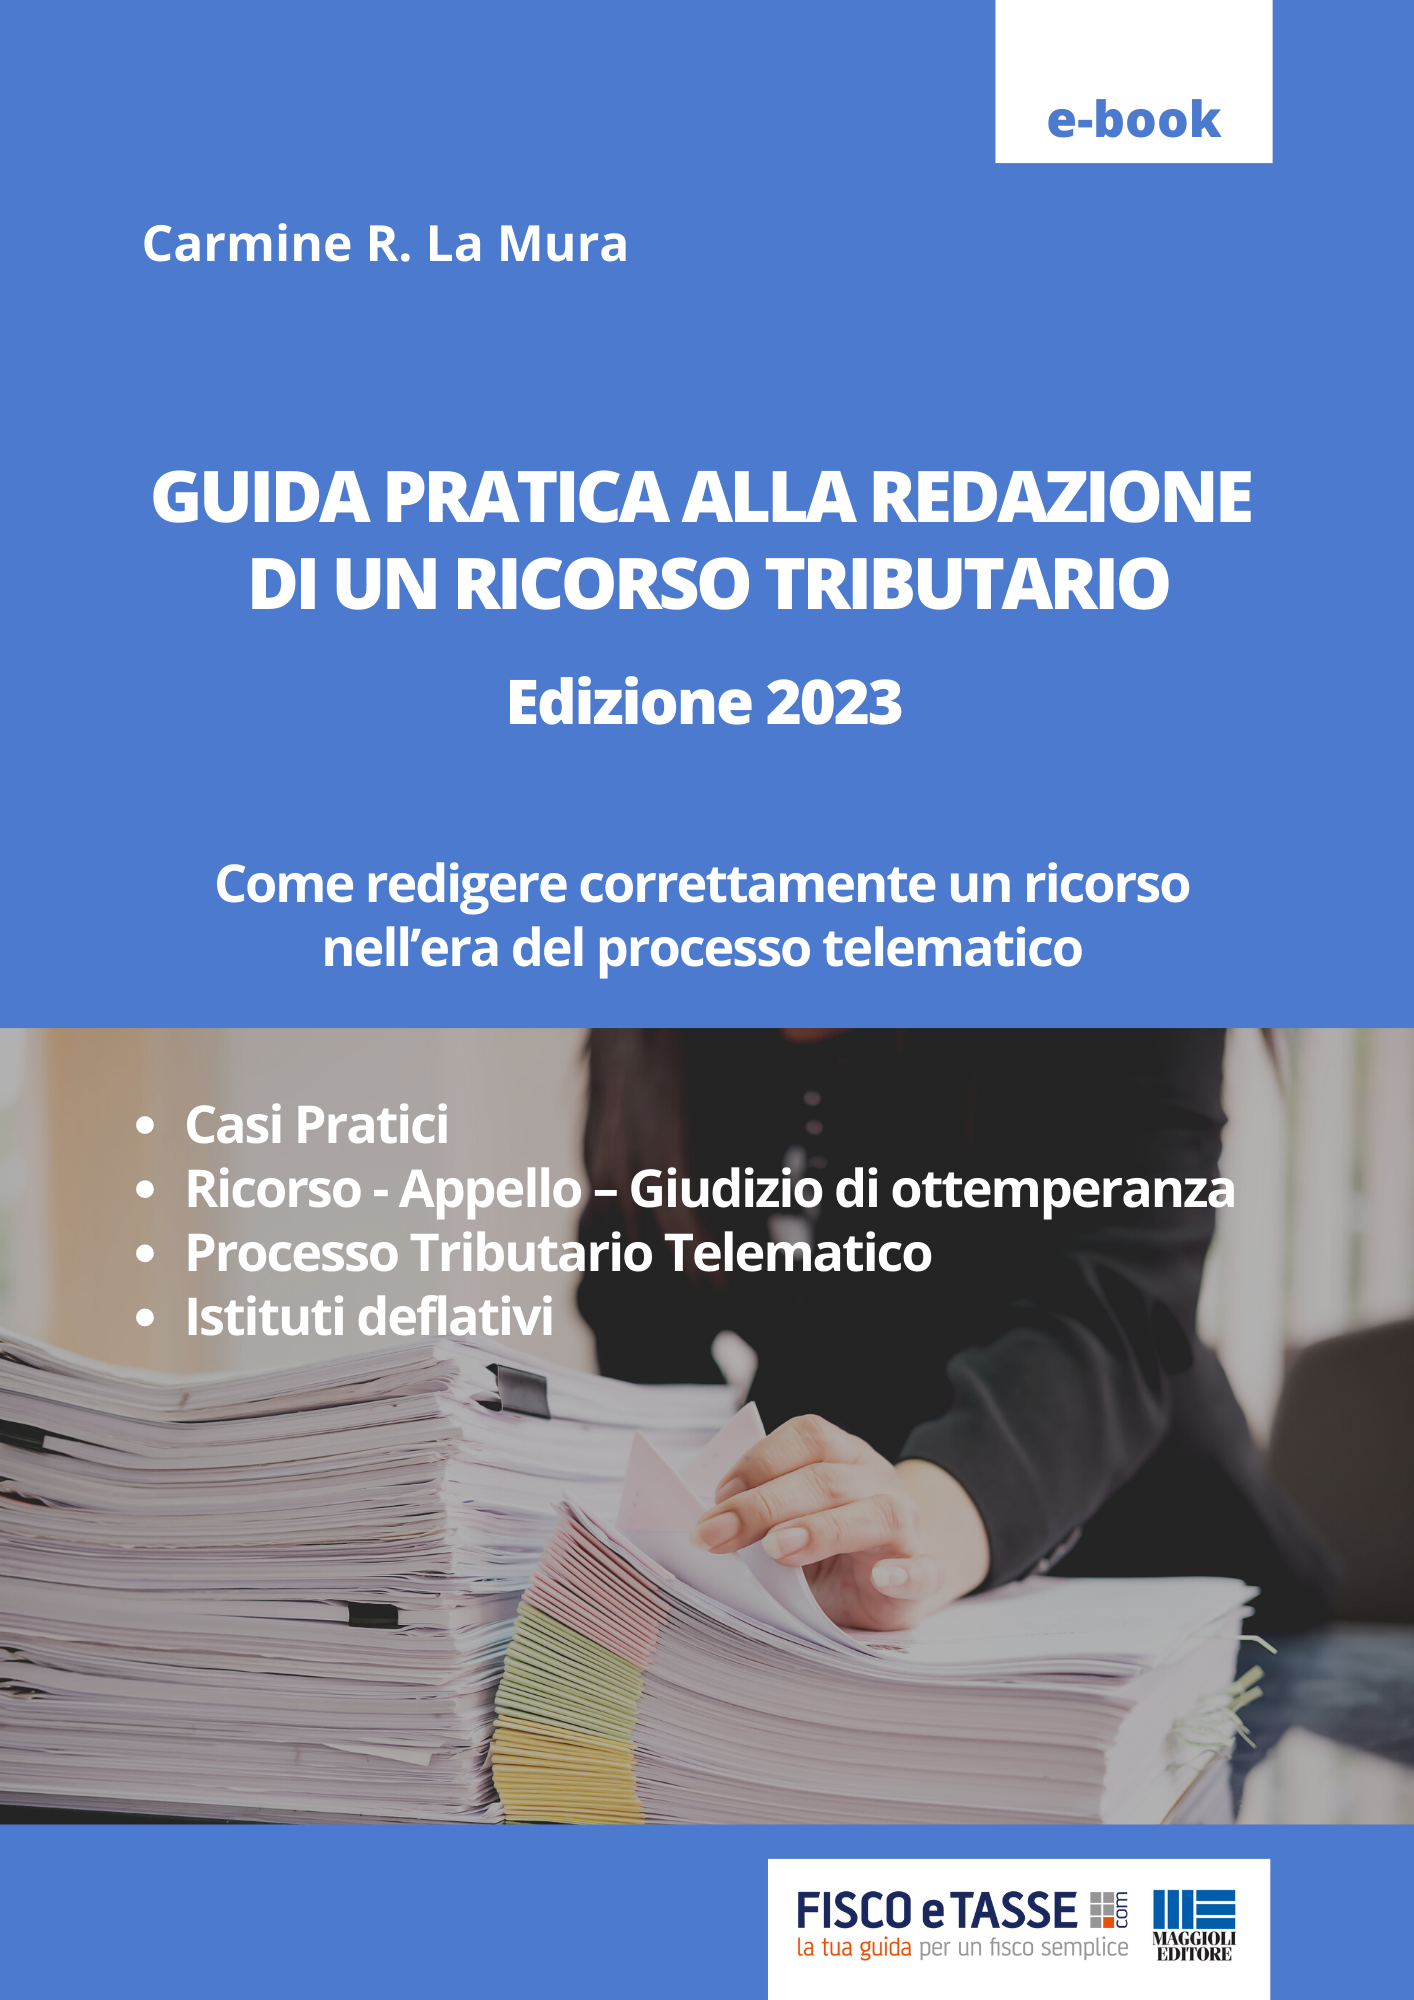 e-book
Carmine R. La Mura
GUIDA PRATICA ALLA REDAZIONE
DI UN RICORSO TRIBUTARIO
Edizione 2023
Come redigere correttamente un ricorso
nell’era del processo telematico
• Casi Pratici
• Ricorso - Appello – Giudizio di ottemperanza
• Processo Tributario Telematico
• Istituti deflativi
FISCO e TASSE com
la tua guida per un fisco semplice
MAGGIOLI
EDITORE